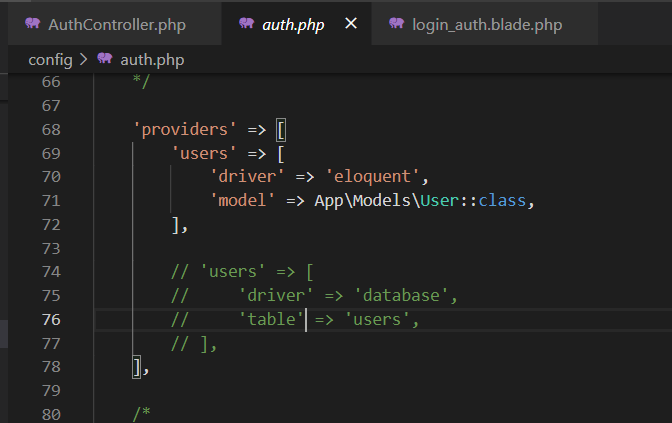 AuthController.php auth.php × login_auth.blade.php
config > auth.php
66 */
67
68 'providers' => [
69 'users' => [
70 'driver' => 'eloquent',
71 'model' => App\Models\User::class,
72 ],
73
74 // 'users' => [
75 //     'driver' => 'database',
76 //     'table' => 'users',
77 // ],
78 ],
79
80 /*